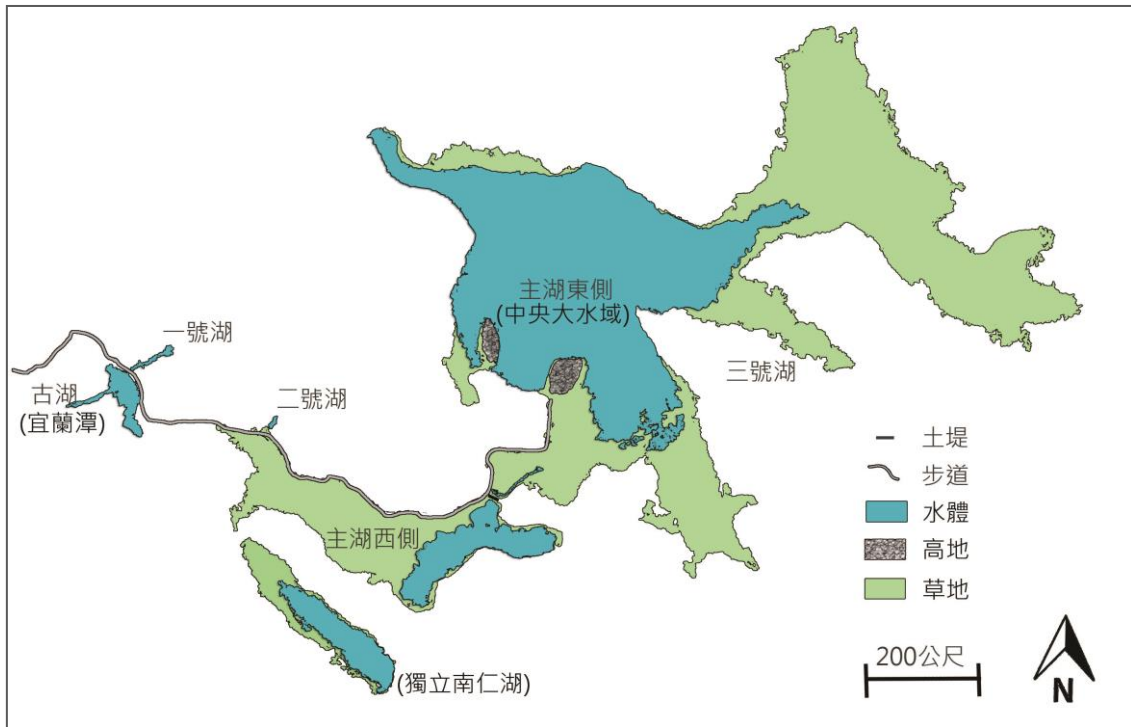 主湖東側
(中央大水域)
一號湖
古湖
(宜蘭潭)
二號湖
三號湖
主湖西側
(獨立南仁湖)
土堤
步道
水體
高地
草地
200公尺
N